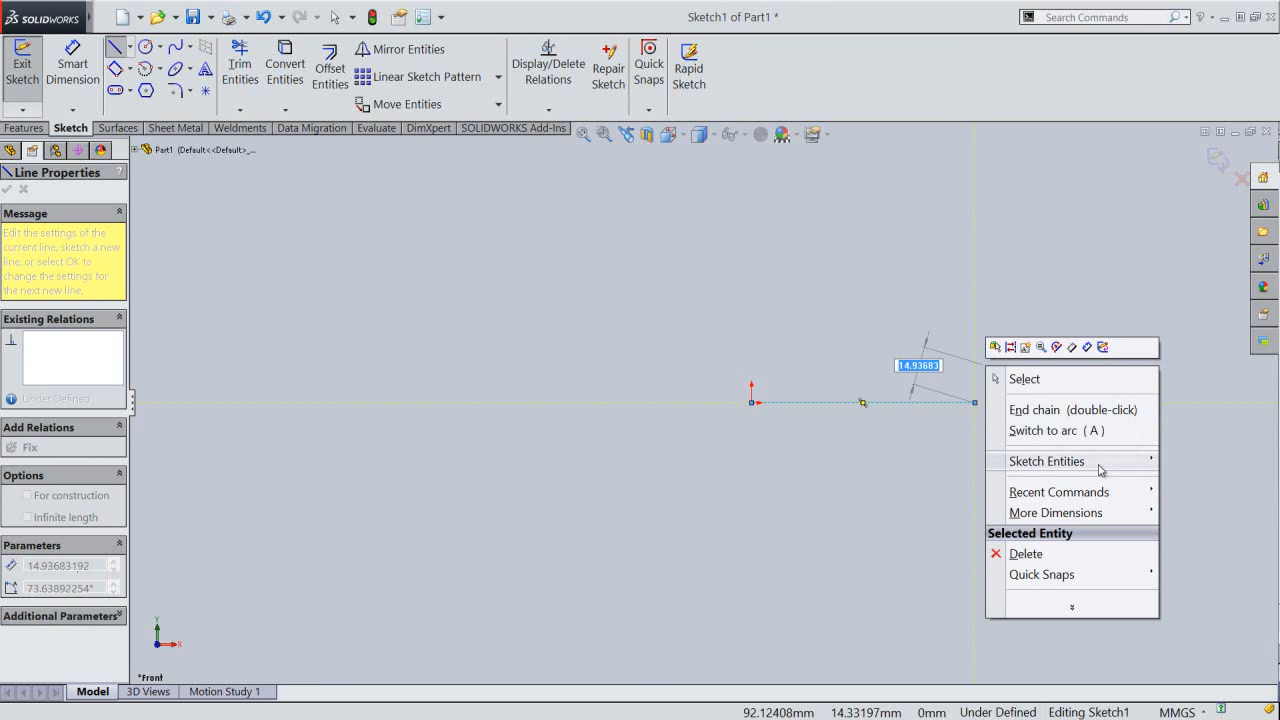 SOLIDWORKS
Sketch1 of Part1 *
Search Commands
Exit Sketch
Smart Dimension
Trim Entities
Convert Entities
Offset Entities
Mirror Entities
Linear Sketch Pattern
Move Entities
Display/Delete Relations
Repair Sketch
Quick Snaps
Rapid Sketch
Features Sketch Surfaces Sheet Metal Weldments Data Migration Evaluate DimXpert SOLIDWORKS Add-Ins
Part1 (Default<<Default>_...
Line Properties ?
Message
Edit the settings of the
current line, sketch a new
line, or select OK to
change the settings for
the next new line.
Existing Relations
Under Defined
Add Relations
Fix
Options
For construction
Infinite length
Parameters
14.93683192
73.63892254°
Additional Parameters
14.93683
Select
End chain (double-click)
Switch to arc ( A )
Sketch Entities
Recent Commands
More Dimensions
Selected Entity
Delete
Quick Snaps
Y
X
*Front
Model 3D Views Motion Study 1
92.12408mm 14.33197mm 0mm Under Defined Editing Sketch1 MMGS